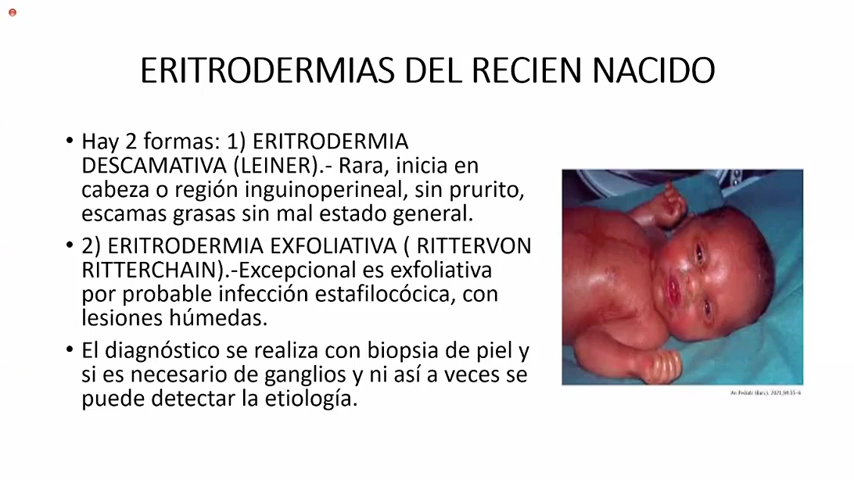 ERITRODERMIAS DEL RECIEN NACIDO
• Hay 2 formas: 1) ERITRODERMIA
DESCAMATIVA (LEINER).- Rara, inicia en
cabeza o región inguinoperineal, sin prurito,
escamas grasas sin mal estado general.
• 2) ERITRODERMIA EXFOLIATIVA ( RITTERVON
RITTERCHAIN).-Excepcional es exfoliativa
por probable infección estafilocócica, con
lesiones húmedas.
• El diagnóstico se realiza con biopsia de piel y
si es necesario de ganglios y ni así a veces se
puede detectar la etiología.